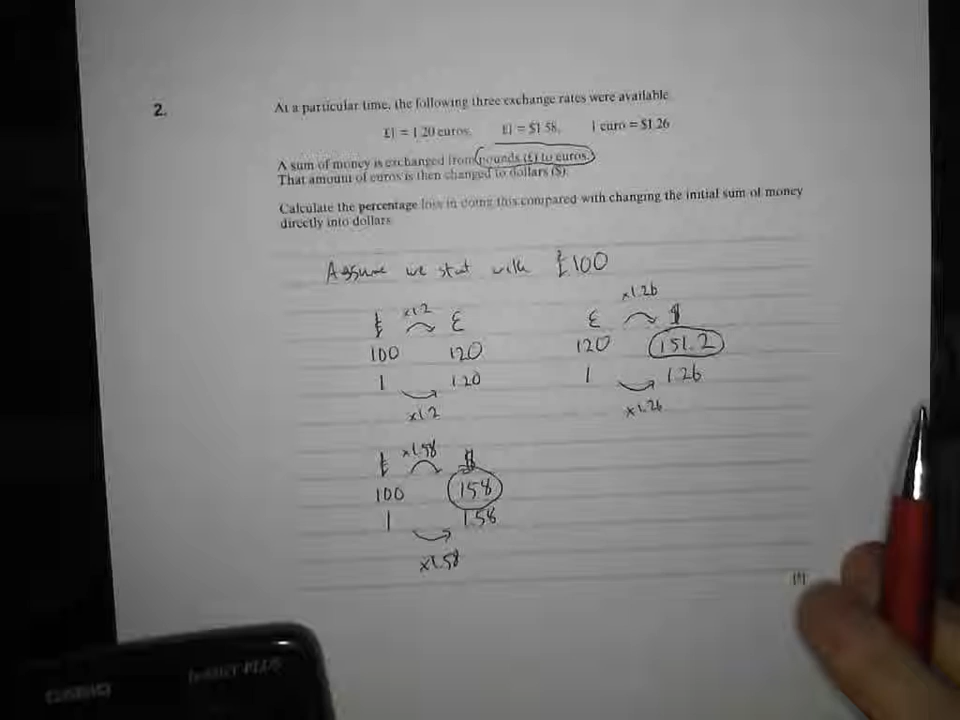 2.
At a particular time, the following three exchange rates were available
£1 = 1.20 euros, £1 = $1.58, 1 euro = $1.26
A sum of money is exchanged from pounds (£) to euros.
That amount of euros is then changed to dollars ($).
Calculate the percentage loss in doing this compared with changing the initial sum of money
directly into dollars
Assume we start with £100
×1.2 ×1.26
£ € € $
100 120 120 151.2
1 1.20 1 1.26
×1.2 ×1.26
×1.58
£ $
100 158
1 1.58
×1.58
CASIO